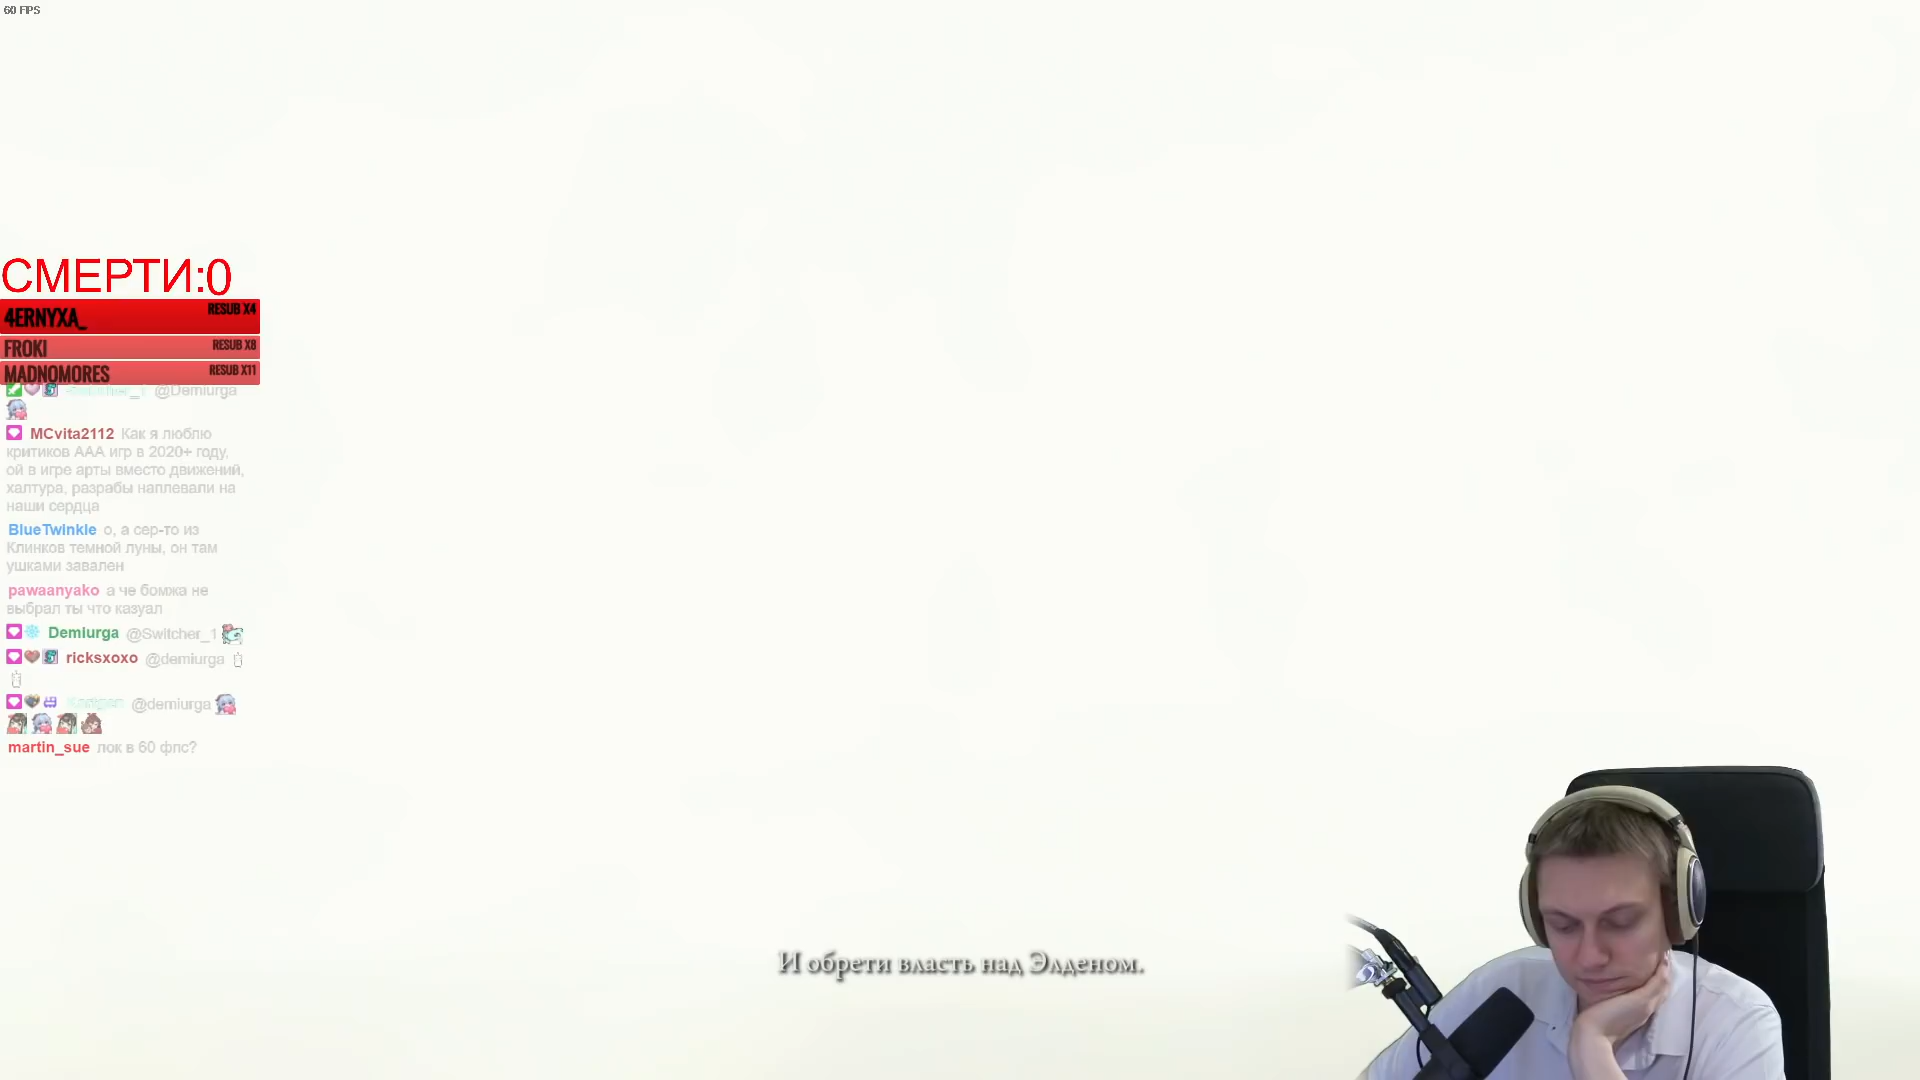 60 FPS
СМЕРТИ:0
4ERNYXA_ RESUB X4
FROKI RESUB X8
MADNOMORES RESUB X11
@Demiurga
MCvita2112 Как я люблю
критиков ААА игр в 2020+ году,
ой в игре арты вместо движений,
халтура, разрабы наплевали на
наши сердца
BlueTwinkle о, а сер-то из
Клинков темной луны, он там
ушками завален
pawaanyako а че бомжа не
выбрал ты что казуал
Demiurga @Switcher_1
ricksxoxo @demiurga
@demiurga
martin_sue лок в 60 фпс?
И обрети власть над Элденом.